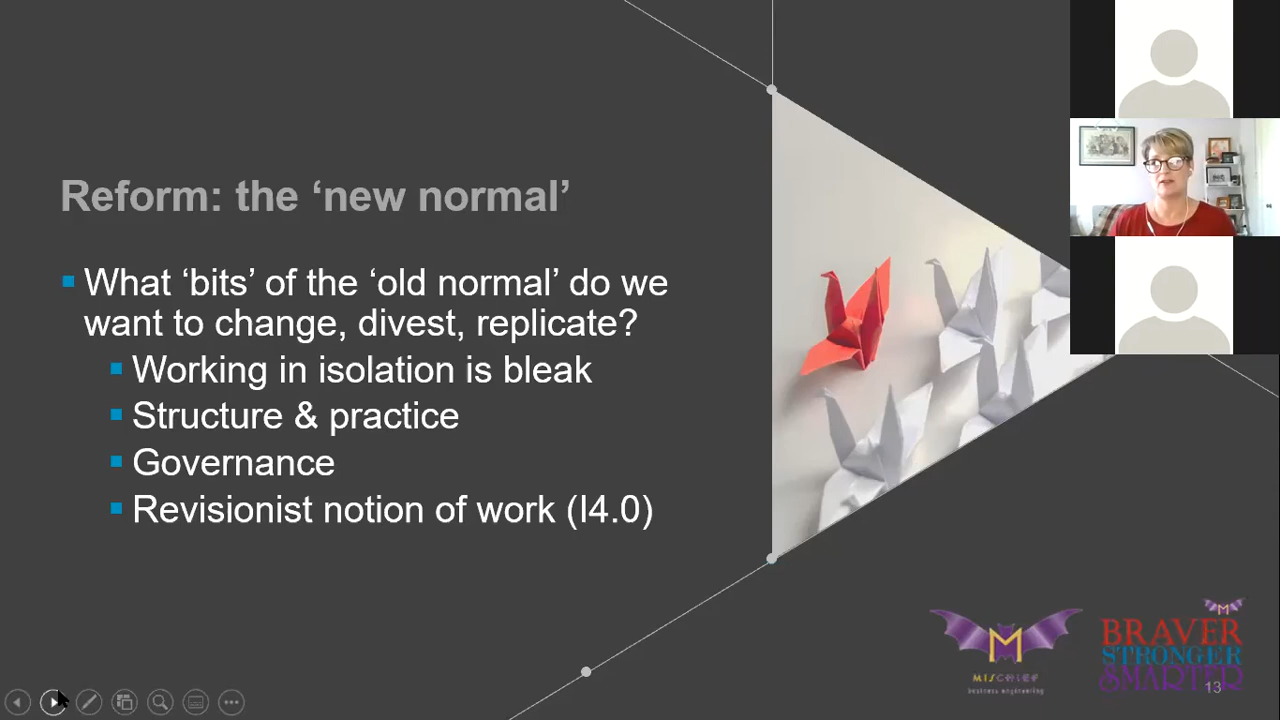 Reform: the ‘new normal’
What ‘bits’ of the ‘old normal’ do we
want to change, divest, replicate?
Working in isolation is bleak
Structure & practice
Governance
Revisionist notion of work (I4.0)
M
MISCHIEF
business engineering
M
BRAVER
STRONGER
SMARTER
13